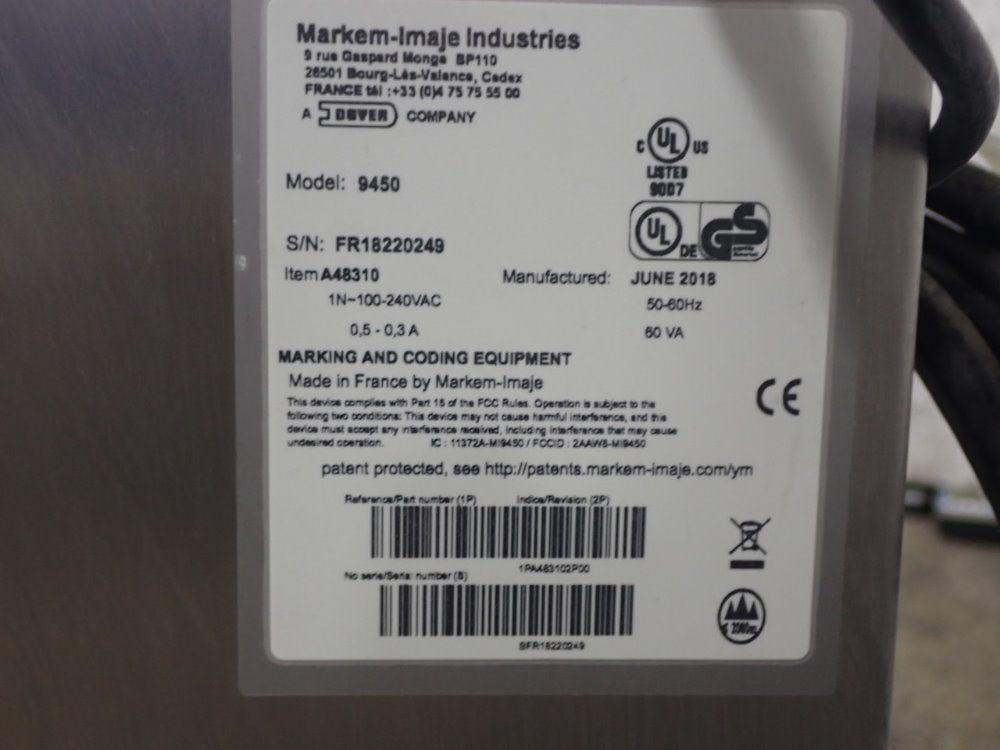 Markem-Imaje Industries
9 rue Gaspard Monge BP110
26501 Bourg-Lès-Valence, Cedex
FRANCE tél :+33 (0)4 75 75 55 00
A DOVER COMPANY
C UL US
LISTED
9007
Model: 9450
UL DE GS
S/N: FR18220249
Item A48310
Manufactured: JUNE 2018
1N~100-240VAC
50-60Hz
0,5 - 0,3 A
60 VA
MARKING AND CODING EQUIPMENT
Made in France by Markem-Imaje
CE
This device complies with Part 15 of the FCC Rules. Operation is subject to the
following two conditions: This device may not cause harmful interference, and this
device must accept any interference received, including interference that may cause
undesired operation. IC : 11372A-MI9450 / FCCID : 2AAW5-MI9450
patent protected, see http://patents.markem-imaje.com/ym
Reference/Part number (1P) Indice/Revision (2P)
1PA483102P00
No serie/Serial number (S)
SFR18220249
2000m